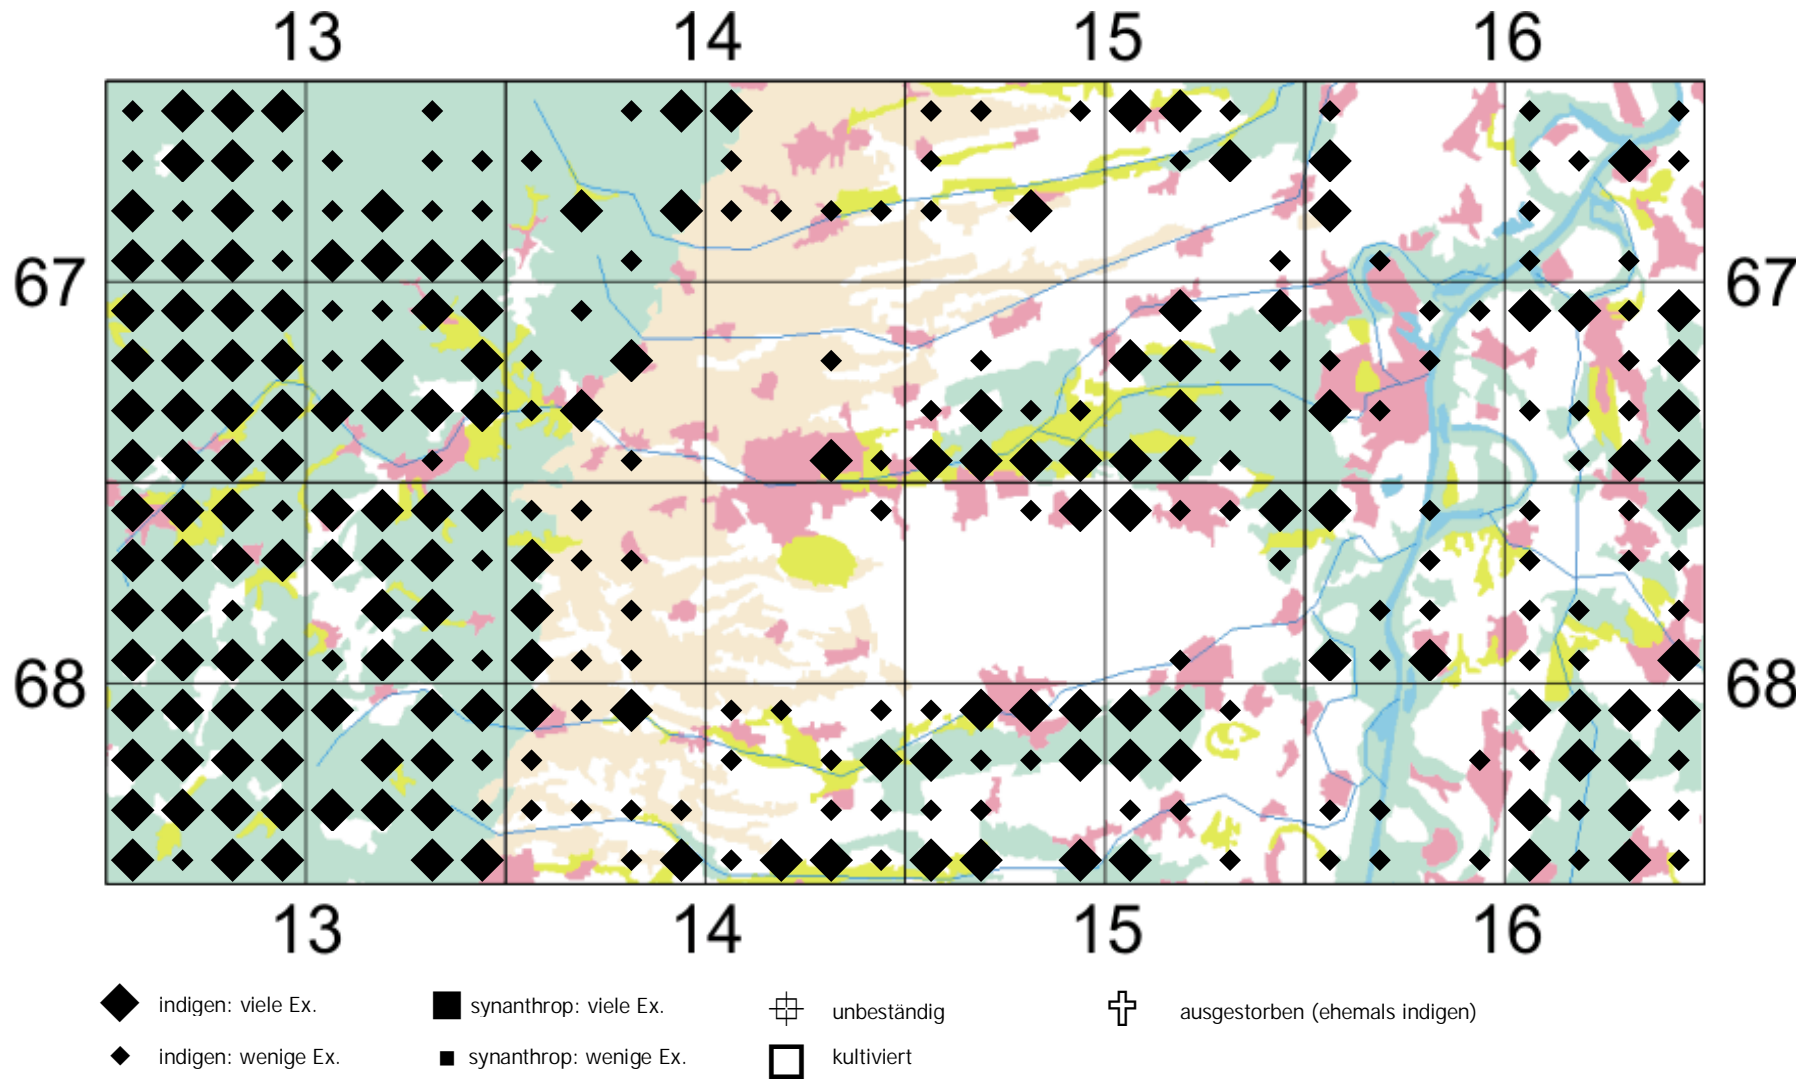 13 14 15 16
67 67
68 68
13 14 15 16
indigen: viele Ex. synanthrop: viele Ex. unbeständig ausgestorben (ehemals indigen)
indigen: wenige Ex. synanthrop: wenige Ex. kultiviert